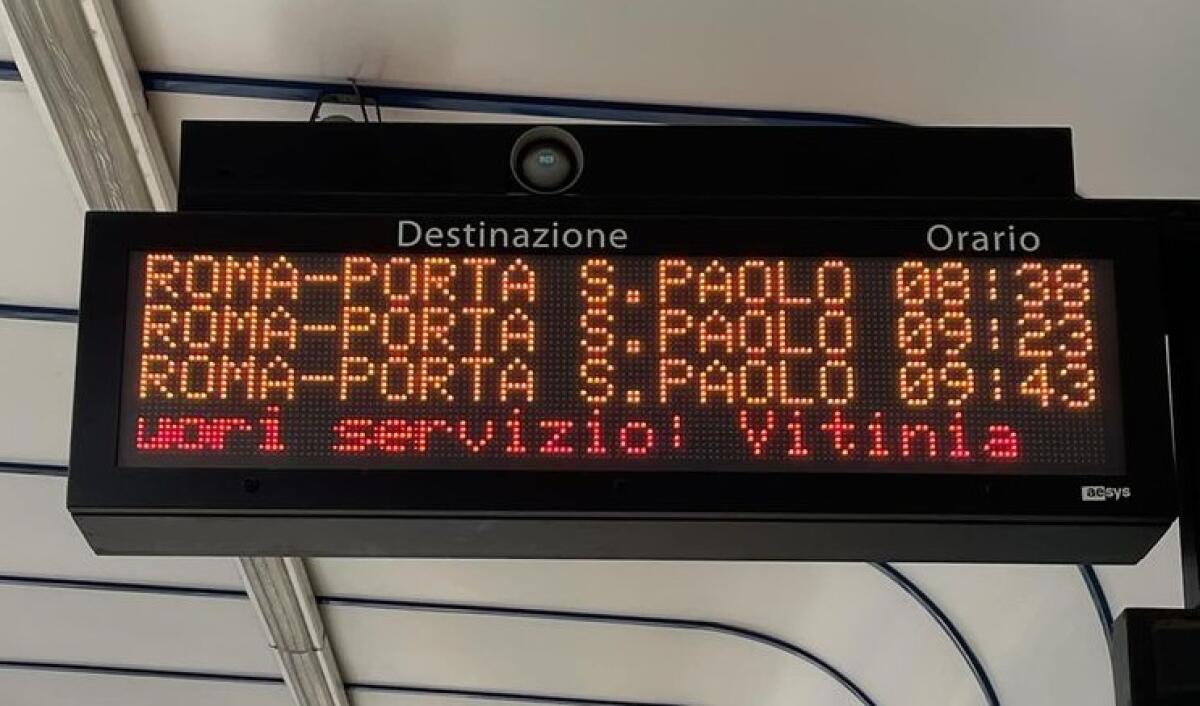 Destinazione Orario
ROMA-PORTA S.PAOLO 08:38
ROMA-PORTA S.PAOLO 09:23
ROMA-PORTA S.PAOLO 09:43
uori servizio! Vitinia
aesys